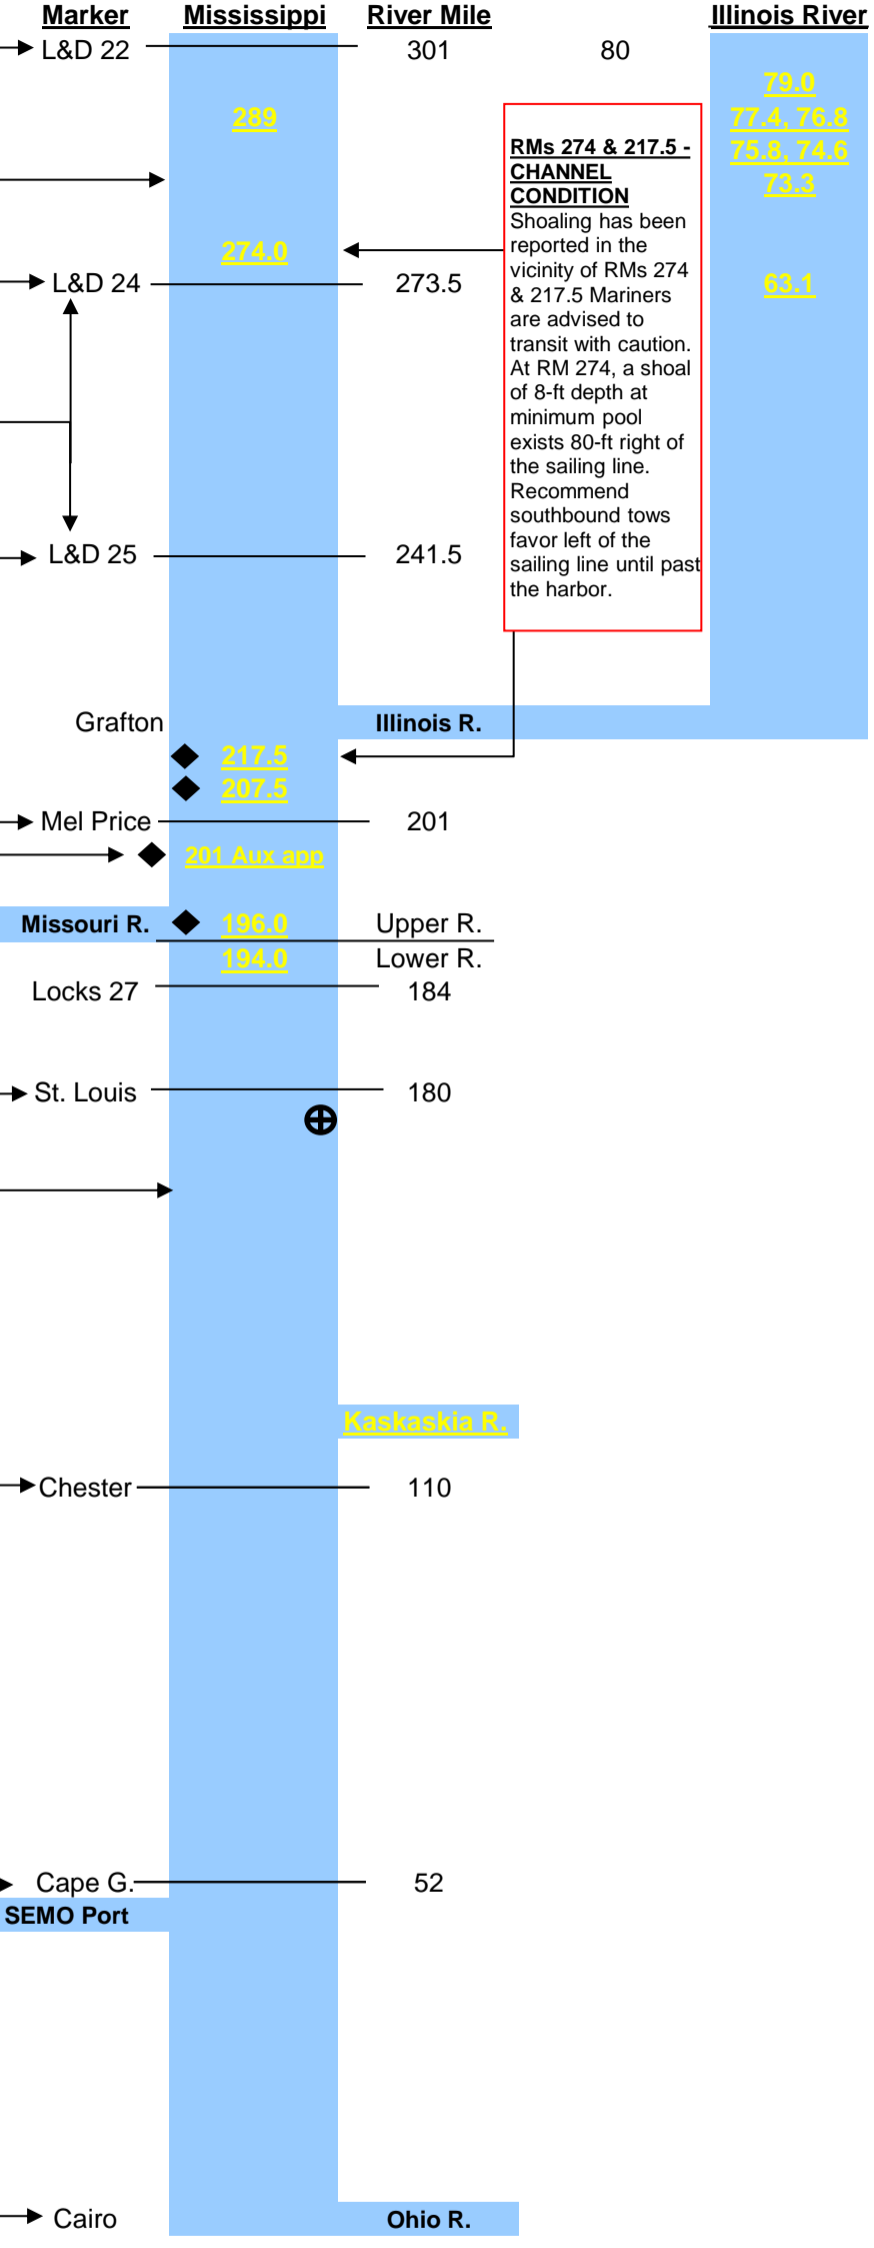 Marker Mississippi River Mile Illinois River
L&D 22 301 80
79.0
289 77.4, 76.8
RMs 274 & 217.5 - 75.8, 74.6
CHANNEL 73.3
CONDITION
Shoaling has been
reported in the
274.0
vicinity of RMs 274
L&D 24 273.5 63.1
& 217.5 Mariners
are advised to
transit with caution.
At RM 274, a shoal
of 8-ft depth at
minimum pool
exists 80-ft right of
the sailing line.
Recommend
southbound tows
favor left of the
L&D 25 241.5
sailing line until past
the harbor.
Grafton Illinois R.
217.5
207.5
Mel Price 201
201 Aux app
Missouri R. 196.0 Upper R.
194.0 Lower R.
Locks 27 184
St. Louis 180
Kaskaskia R.
Chester 110
Cape G. 52
SEMO Port
Cairo Ohio R.